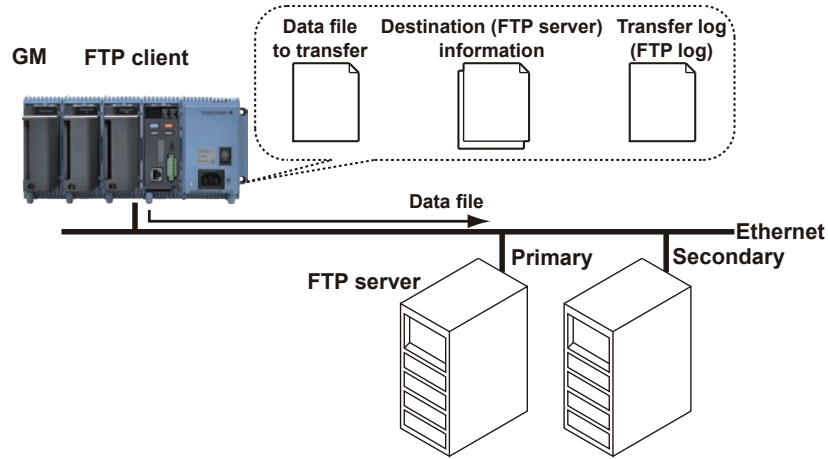 Data file
to transfer
Destination (FTP server)
information
Transfer log
(FTP log)
GM
FTP client
Data file
Ethernet
Primary
Secondary
FTP server